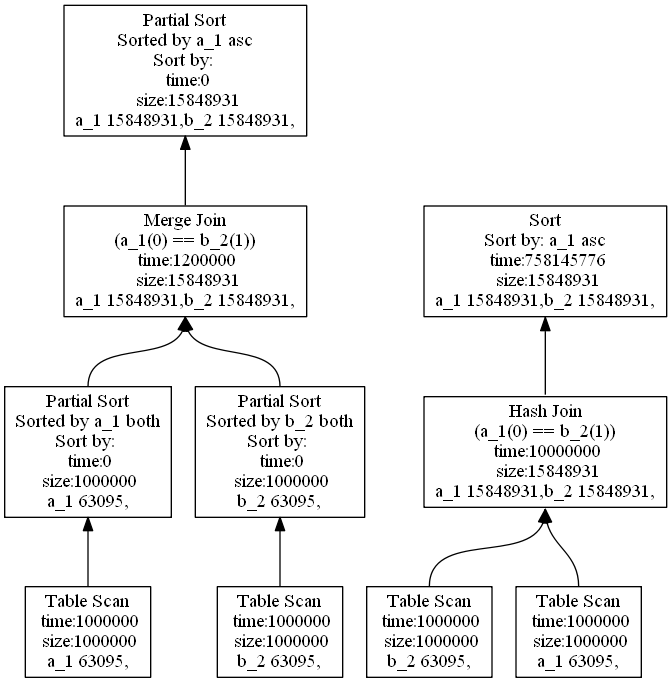 Partial Sort
Sorted by a_1 asc
Sort by:
time:0
size:15848931
a_1 15848931,b_2 15848931,
Merge Join
(a_1(0) == b_2(1))
time:1200000
size:15848931
a_1 15848931,b_2 15848931,
Partial Sort
Sorted by a_1 both
Sort by:
time:0
size:1000000
a_1 63095,
Partial Sort
Sorted by b_2 both
Sort by:
time:0
size:1000000
b_2 63095,
Table Scan
time:1000000
size:1000000
a_1 63095,
Table Scan
time:1000000
size:1000000
b_2 63095,
Sort
Sort by: a_1 asc
time:758145776
size:15848931
a_1 15848931,b_2 15848931,
Hash Join
(a_1(0) == b_2(1))
time:10000000
size:15848931
a_1 15848931,b_2 15848931,
Table Scan
time:1000000
size:1000000
b_2 63095,
Table Scan
time:1000000
size:1000000
a_1 63095,